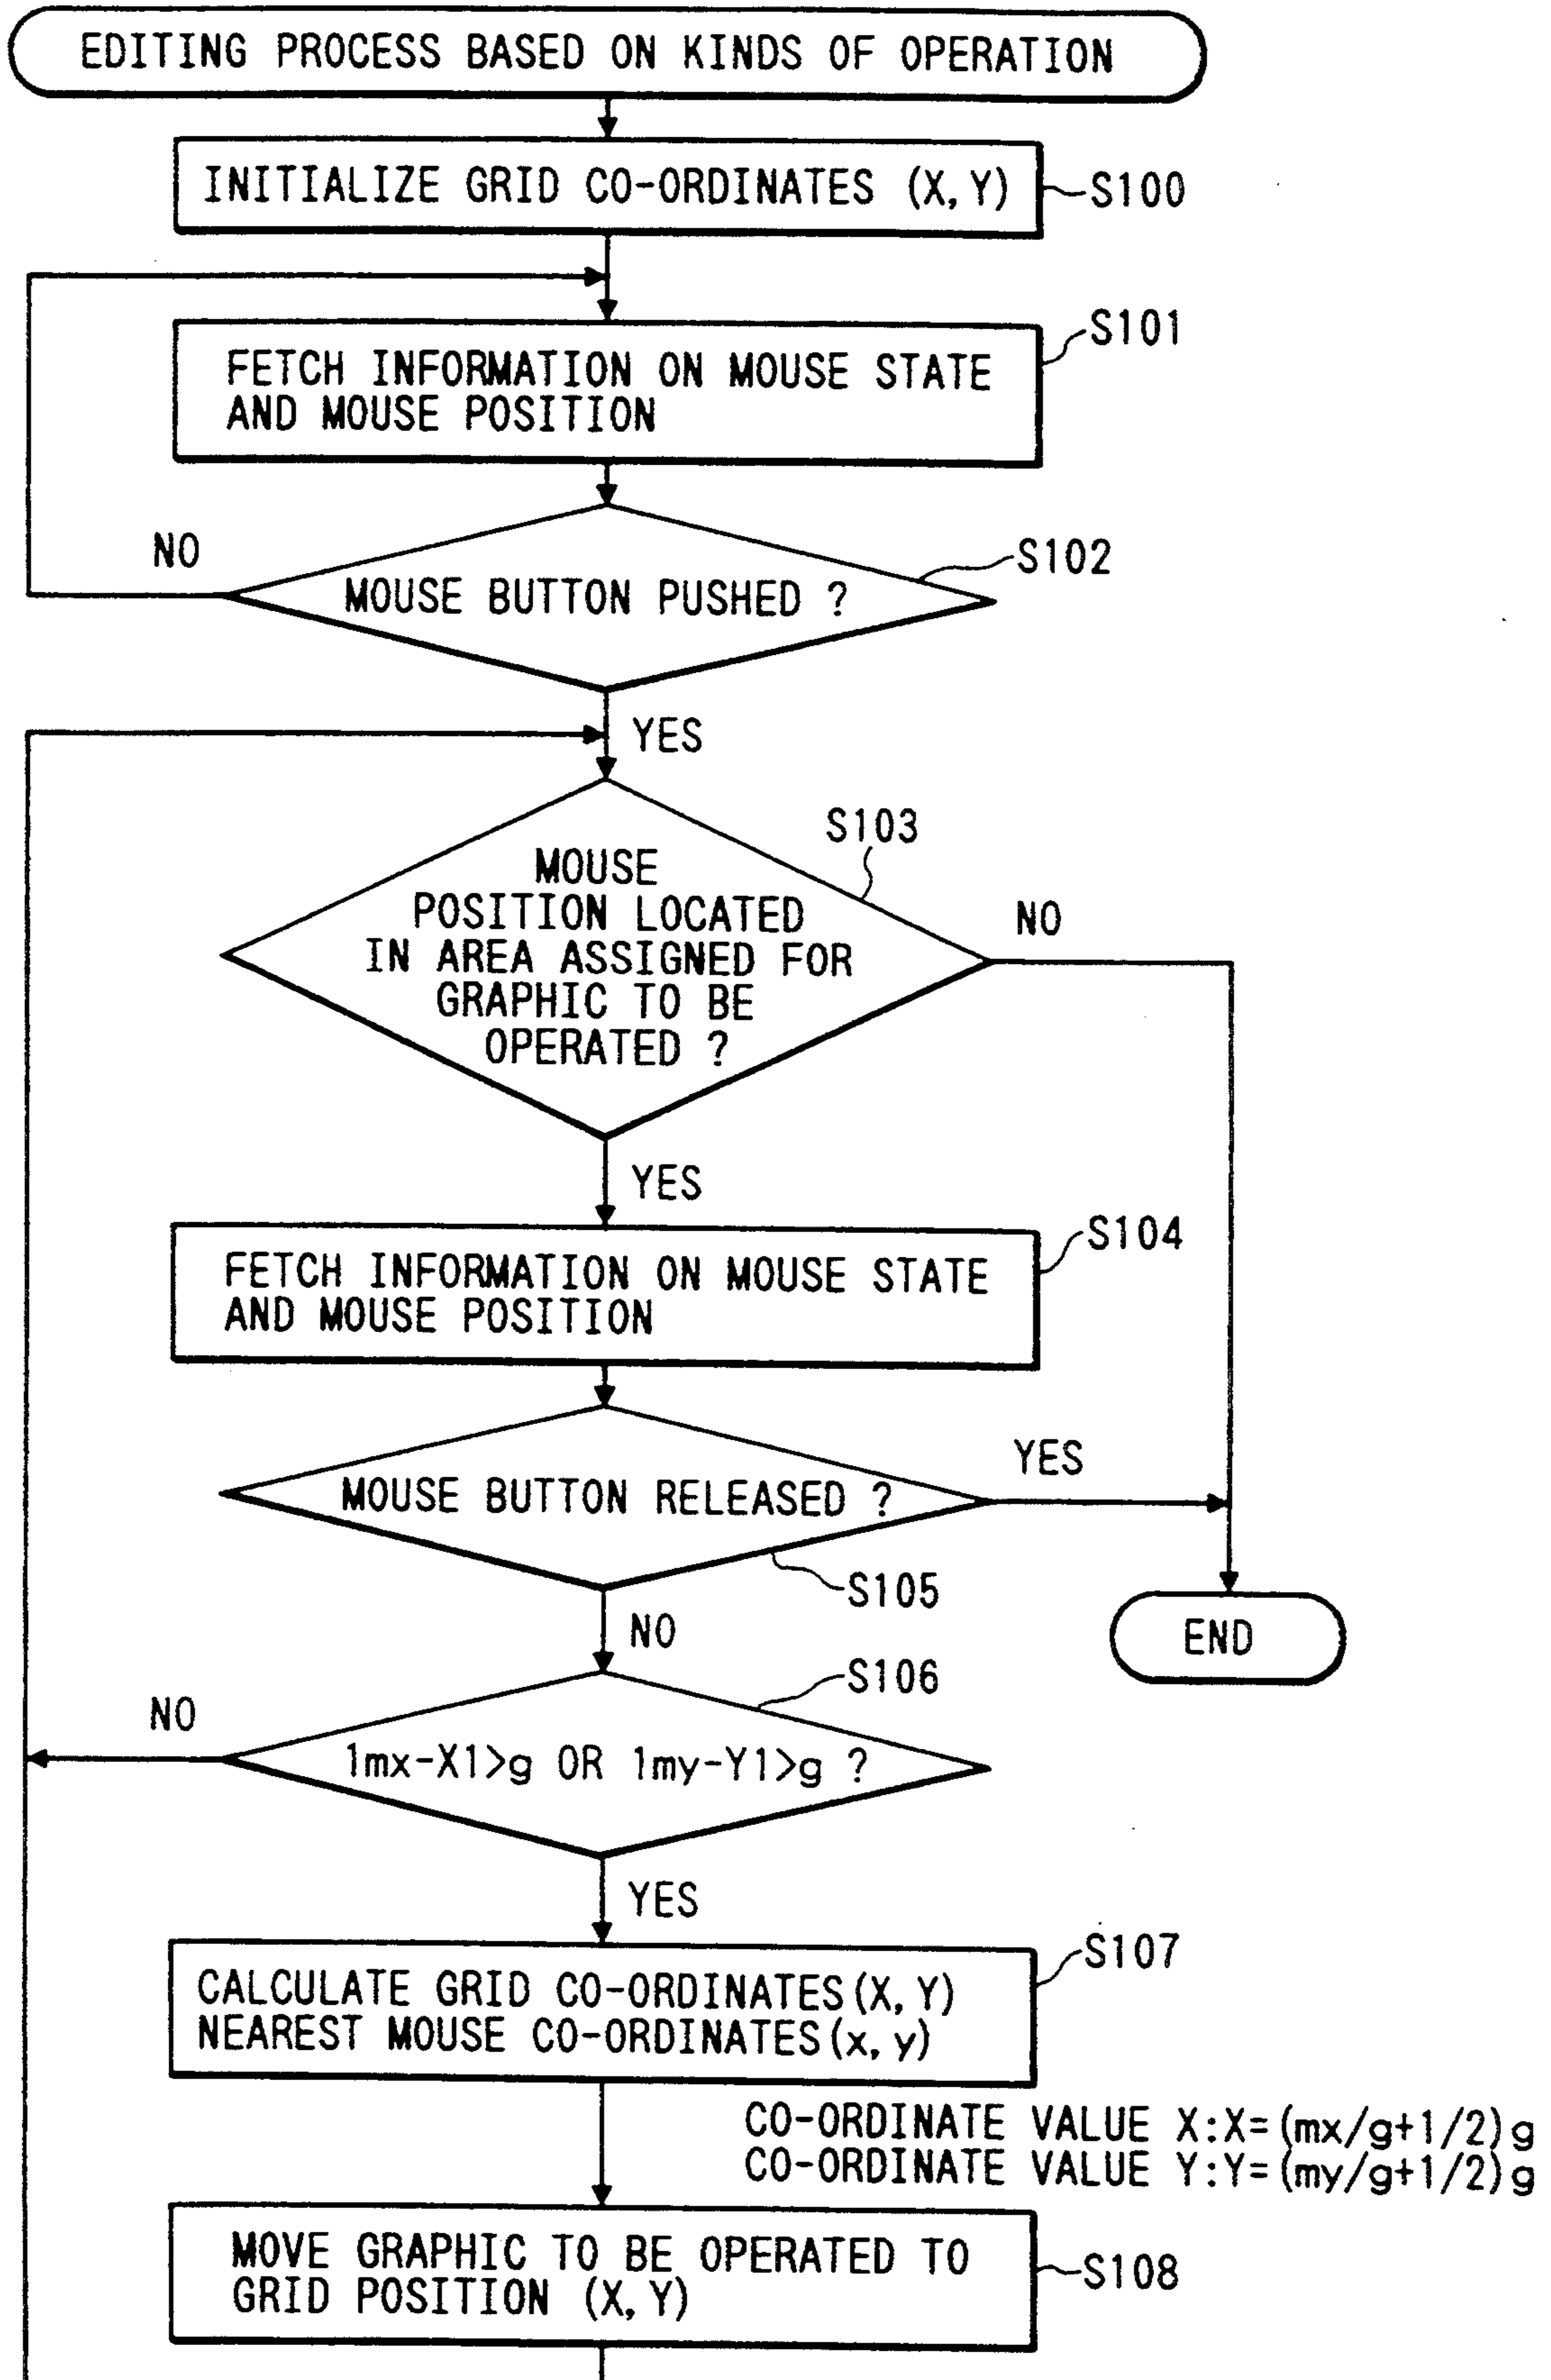 EDITING PROCESS BASED ON KINDS OF OPERATION
INITIALIZE GRID CO-ORDINATES (X, Y)
S100
S101
FETCH INFORMATION ON MOUSE STATE
AND MOUSE POSITION
NO
S102
MOUSE BUTTON PUSHED ?
YES
S103
MOUSE
POSITION LOCATED
IN AREA ASSIGNED FOR
GRAPHIC TO BE
OPERATED ?
NO
YES
S104
FETCH INFORMATION ON MOUSE STATE
AND MOUSE POSITION
YES
MOUSE BUTTON RELEASED ?
S105
END
NO
S106
NO
1mx-X1>g OR 1my-Y1>g ?
YES
S107
CALCULATE GRID CO-ORDINATES(X, Y)
NEAREST MOUSE CO-ORDINATES(x, y)
CO-ORDINATE VALUE X:X=(mx/g+1/2)g
CO-ORDINATE VALUE Y:Y=(my/g+1/2)g
MOVE GRAPHIC TO BE OPERATED TO
GRID POSITION (X, Y)
S108